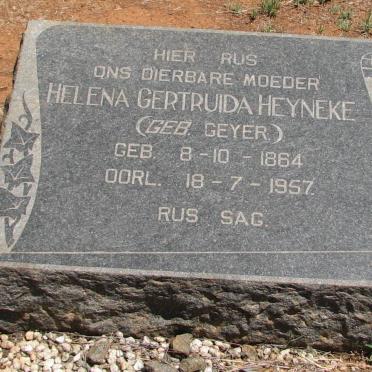 HIER RUS
ONS DIERBARE MOEDER
HELENA GERTRUIDA HEYNEKE
(GEB. GEYER)
GEB. 8-10-1864
OORL. 18-7-1957.
RUS SAG.